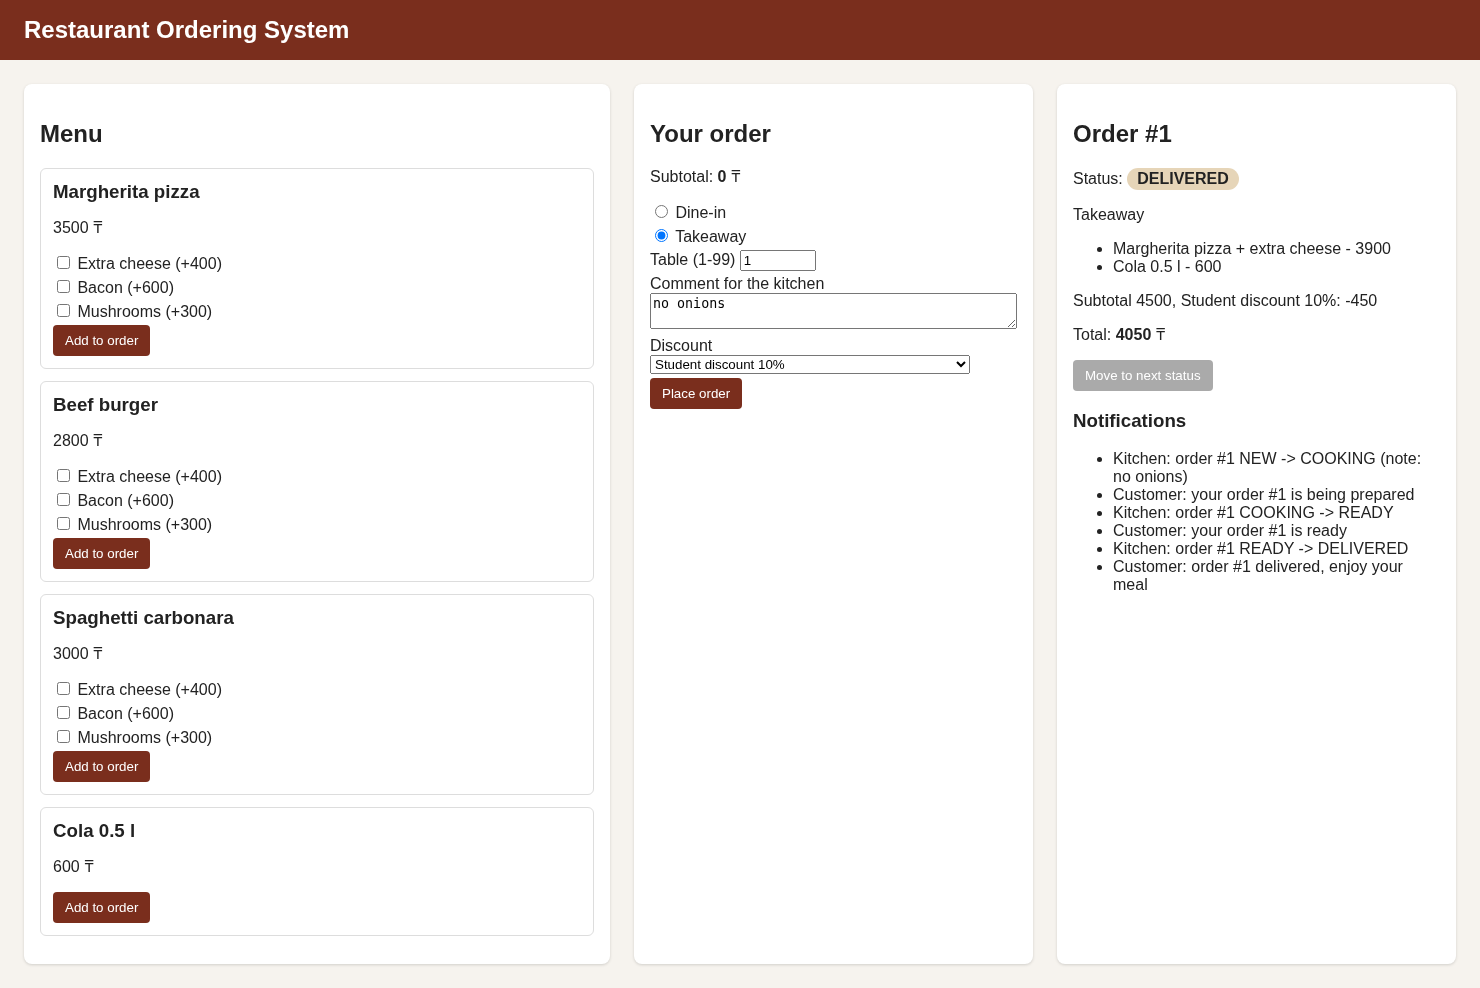 Restaurant Ordering System
Menu
Margherita pizza
3500 ₸
Extra cheese (+400)
Bacon (+600)
Mushrooms (+300)
Add to order
Beef burger
2800 ₸
Extra cheese (+400)
Bacon (+600)
Mushrooms (+300)
Add to order
Spaghetti carbonara
3000 ₸
Extra cheese (+400)
Bacon (+600)
Mushrooms (+300)
Add to order
Cola 0.5 l
600 ₸
Add to order
Your order
Subtotal: 0 ₸
Dine-in
Takeaway
Table (1-99) 1
Comment for the kitchen
no onions
Discount
Student discount 10%
Place order
Order #1
Status: DELIVERED
Takeaway
Margherita pizza + extra cheese - 3900
Cola 0.5 l - 600
Subtotal 4500, Student discount 10%: -450
Total: 4050 ₸
Move to next status
Notifications
Kitchen: order #1 NEW -> COOKING (note:
no onions)
Customer: your order #1 is being prepared
Kitchen: order #1 COOKING -> READY
Customer: your order #1 is ready
Kitchen: order #1 READY -> DELIVERED
Customer: order #1 delivered, enjoy your
meal